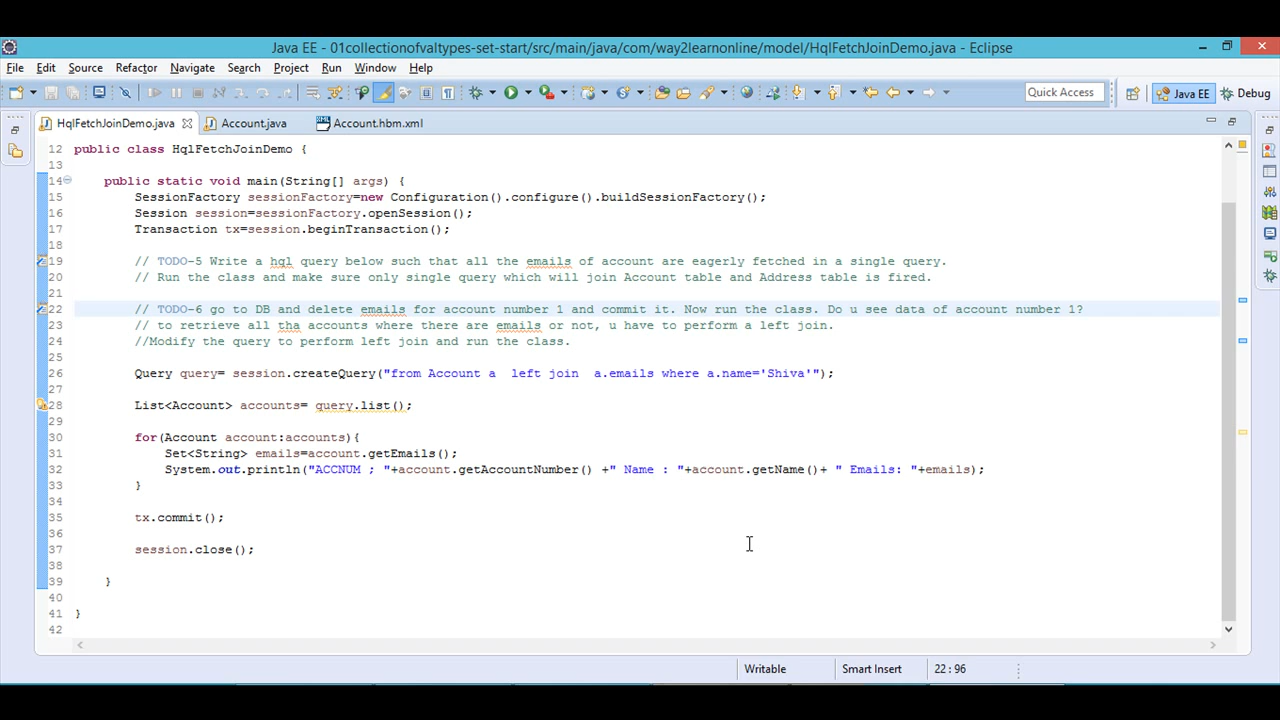 Java EE - 01collectionofvaltypes-set-start/src/main/java/com/way2learnonline/model/HqlFetchJoinDemo.java - Eclipse
File Edit Source Refactor Navigate Search Project Run Window Help
Quick Access Java EE Debug
HqlFetchJoinDemo.java Account.java Account.hbm.xml
12 public class HqlFetchJoinDemo {
13
14 public static void main(String[] args) {
15 SessionFactory sessionFactory=new Configuration().configure().buildSessionFactory();
16 Session session=sessionFactory.openSession();
17 Transaction tx=session.beginTransaction();
18
19 // TODO-5 Write a hql query below such that all the emails of account are eagerly fetched in a single query.
20 // Run the class and make sure only single query which will join Account table and Address table is fired.
21
22 // TODO-6 go to DB and delete emails for account number 1 and commit it. Now run the class. Do u see data of account number 1?
23 // to retrieve all tha accounts where there are emails or not, u have to perform a left join.
24 //Modify the query to perform left join and run the class.
25
26 Query query= session.createQuery("from Account a  left join  a.emails where a.name='Shiva'");
27
28 List<Account> accounts= query.list();
29
30 for(Account account:accounts){
31 Set<String> emails=account.getEmails();
32 System.out.println("ACCNUM ; "+account.getAccountNumber() +" Name : "+account.getName()+ " Emails: "+emails);
33 }
34
35 tx.commit();
36
37 session.close();
38
39 }
40
41 }
42
Writable Smart Insert 22 : 96